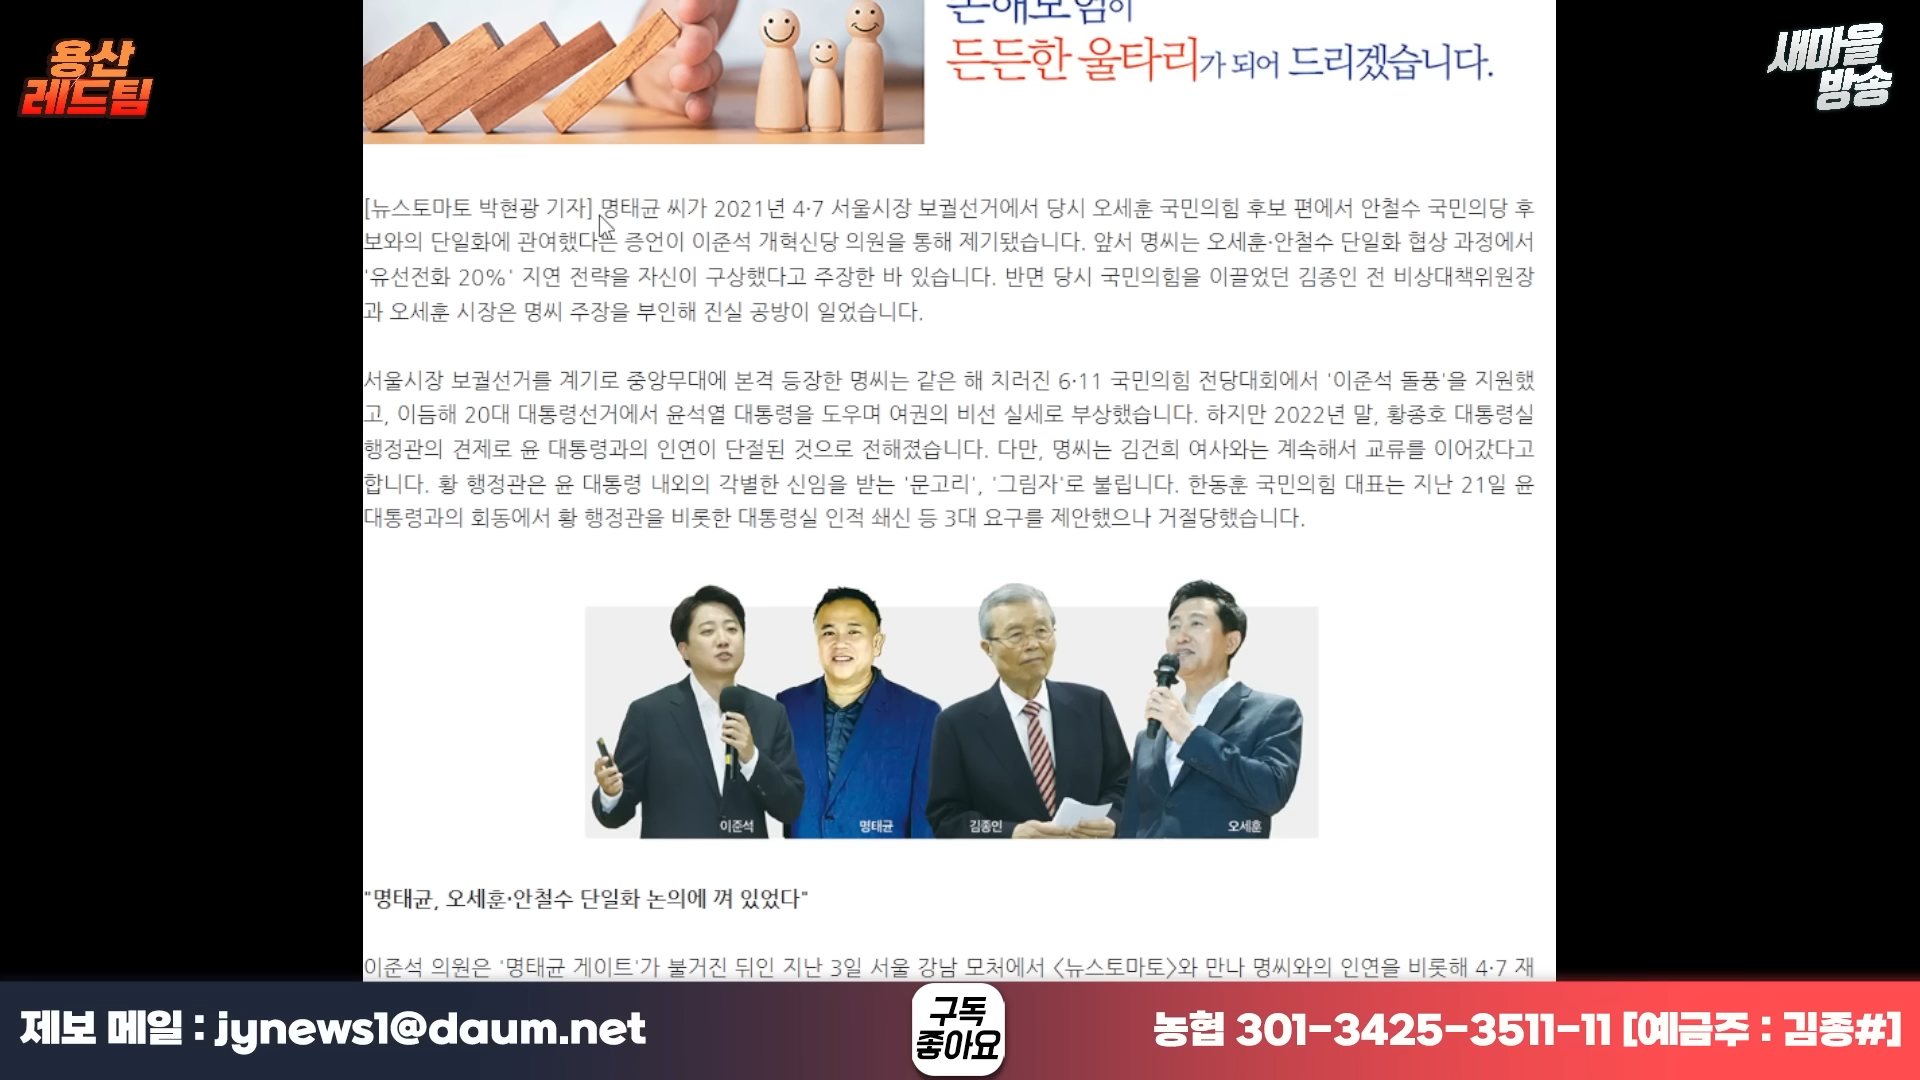 용산
레드팀
새마을
방송
손해보험이
든든한 울타리가 되어 드리겠습니다.
[뉴스토마토 박현광 기자] 명태균 씨가 2021년 4·7 서울시장 보궐선거에서 당시 오세훈 국민의힘 후보 편에서 안철수 국민의당 후
보와의 단일화에 관여했다는 증언이 이준석 개혁신당 의원을 통해 제기됐습니다. 앞서 명씨는 오세훈·안철수 단일화 협상 과정에서
'유선전화 20%' 지연 전략을 자신이 구상했다고 주장한 바 있습니다. 반면 당시 국민의힘을 이끌었던 김종인 전 비상대책위원장
과 오세훈 시장은 명씨 주장을 부인해 진실 공방이 일었습니다.
서울시장 보궐선거를 계기로 중앙무대에 본격 등장한 명씨는 같은 해 치러진 6·11 국민의힘 전당대회에서 '이준석 돌풍'을 지원했
고, 이듬해 20대 대통령선거에서 윤석열 대통령을 도우며 여권의 비선 실세로 부상했습니다. 하지만 2022년 말, 황종호 대통령실
행정관의 견제로 윤 대통령과의 인연이 단절된 것으로 전해졌습니다. 다만, 명씨는 김건희 여사와는 계속해서 교류를 이어갔다고
합니다. 황 행정관은 윤 대통령 내외의 각별한 신임을 받는 '문고리', '그림자'로 불립니다. 한동훈 국민의힘 대표는 지난 21일 윤
대통령과의 회동에서 황 행정관을 비롯한 대통령실 인적 쇄신 등 3대 요구를 제안했으나 거절당했습니다.
이준석 명태균 김종인 오세훈
"명태균, 오세훈·안철수 단일화 논의에 껴 있었다"
이준석 의원은 '명태균 게이트'가 불거진 뒤인 지난 3일 서울 강남 모처에서 <뉴스토마토>와 만나 명씨와의 인연을 비롯해 4·7 재
제보 메일 : jynews1@daum.net
구독
좋아요
농협 301-3425-3511-11 [예금주 : 김종#]